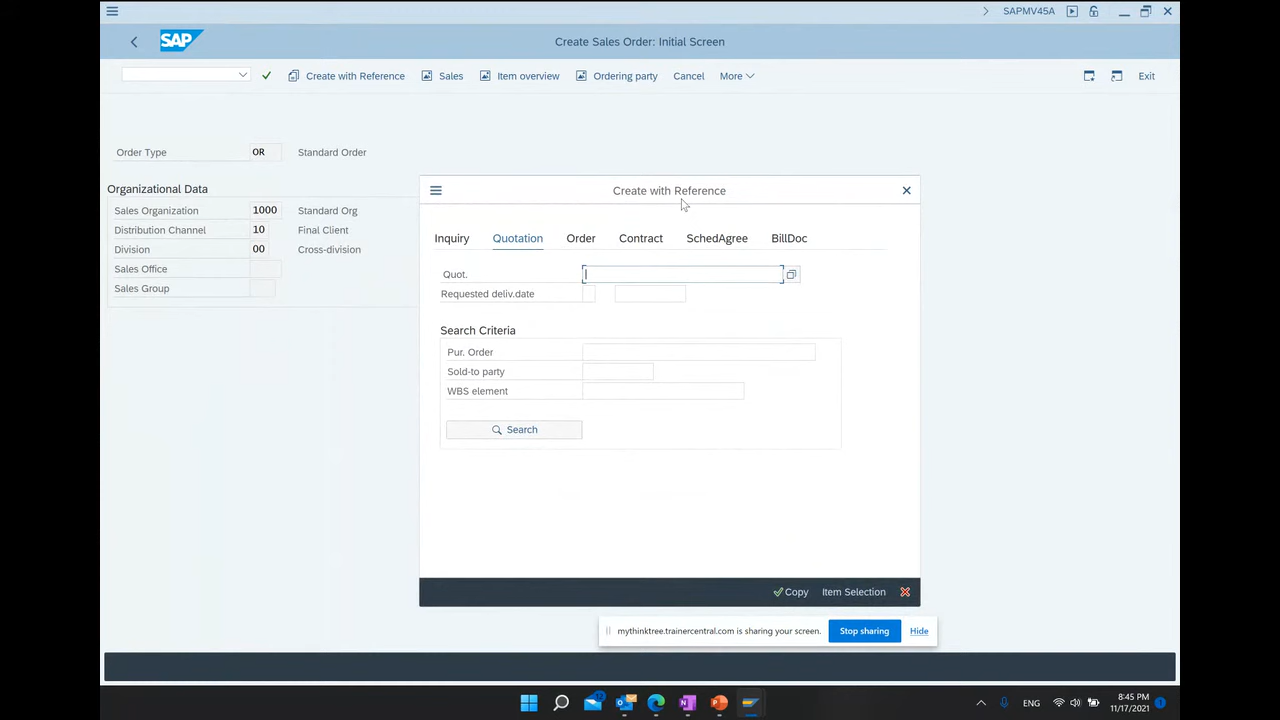 SAPMV45A
SAP
Create Sales Order: Initial Screen
Create with Reference
Sales
Item overview
Ordering party
Cancel
More
Exit
Order Type
OR
Standard Order
Organizational Data
Sales Organization
1000
Standard Org
Distribution Channel
10
Final Client
Division
00
Cross-division
Sales Office
Sales Group
Create with Reference
Inquiry
Quotation
Order
Contract
SchedAgree
BillDoc
Quot.
Requested deliv.date
Search Criteria
Pur. Order
Sold-to party
WBS element
Search
Copy
Item Selection
mythinktree.trainercentral.com is sharing your screen.
Stop sharing
Hide
ENG
8:45 PM
11/17/2021